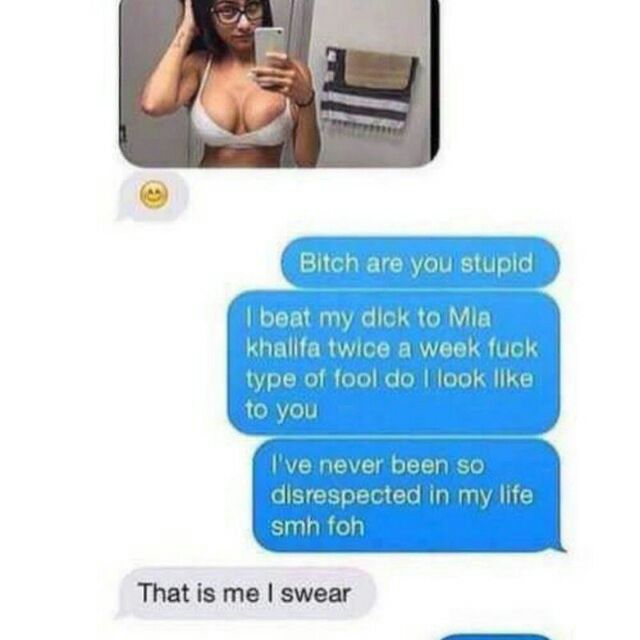 Bitch are you stupid
I beat my dick to Mia
khalifa twice a week fuck
type of fool do I look like
to you
I've never been so
disrespected in my life
smh foh
That is me I swear